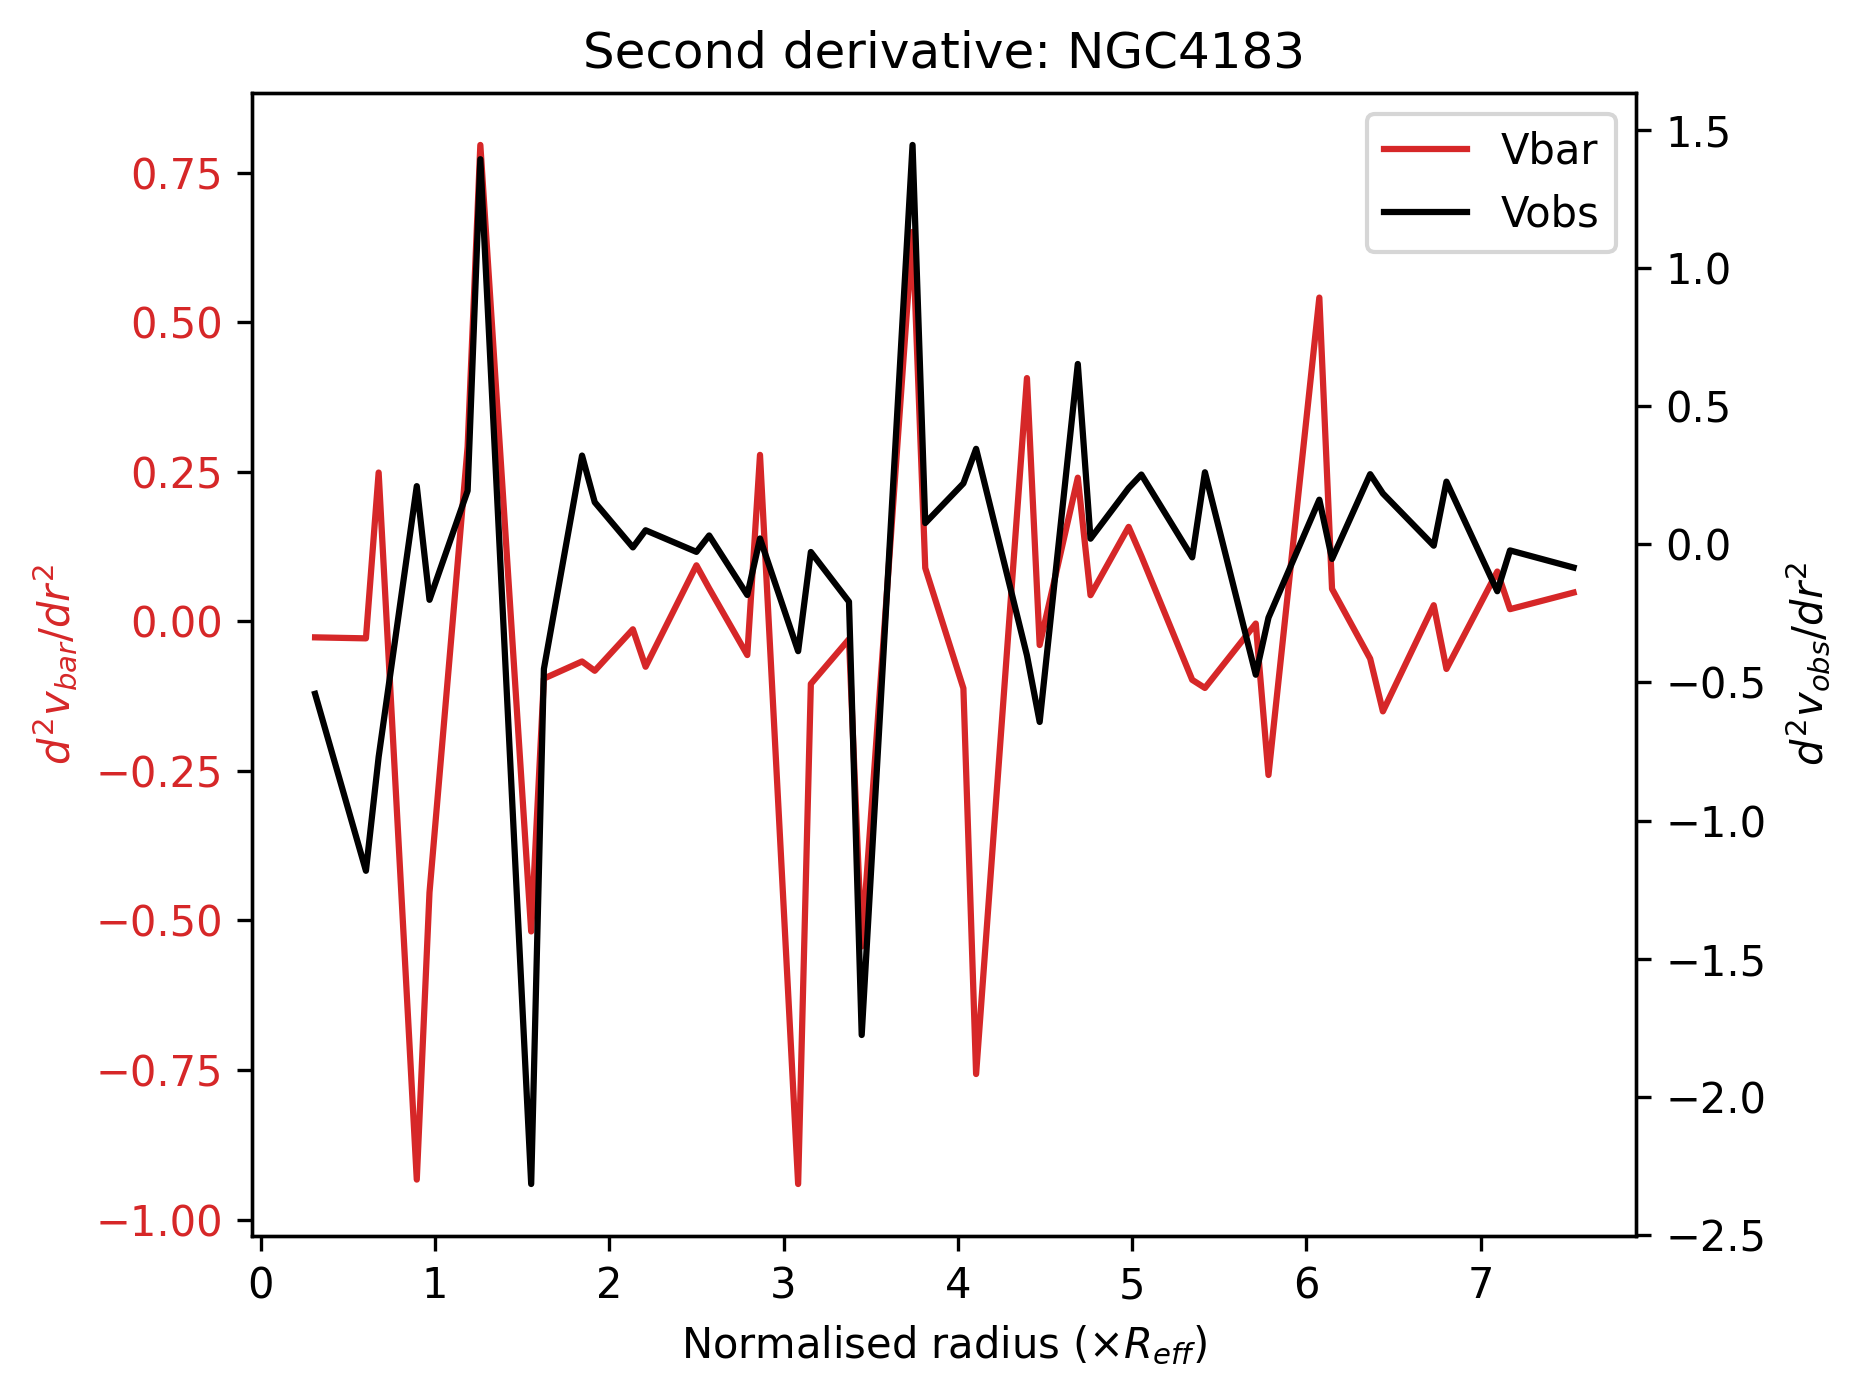 Second derivative: NGC4183
Vbar
Vobs
0.75
0.50
0.25
0.00
−0.25
−0.50
−0.75
−1.00
d²v_bar/dr²
1.5
1.0
0.5
0.0
−0.5
−1.0
−1.5
−2.0
−2.5
d²v_obs/dr²
0 1 2 3 4 5 6 7
Normalised radius (×R_eff)